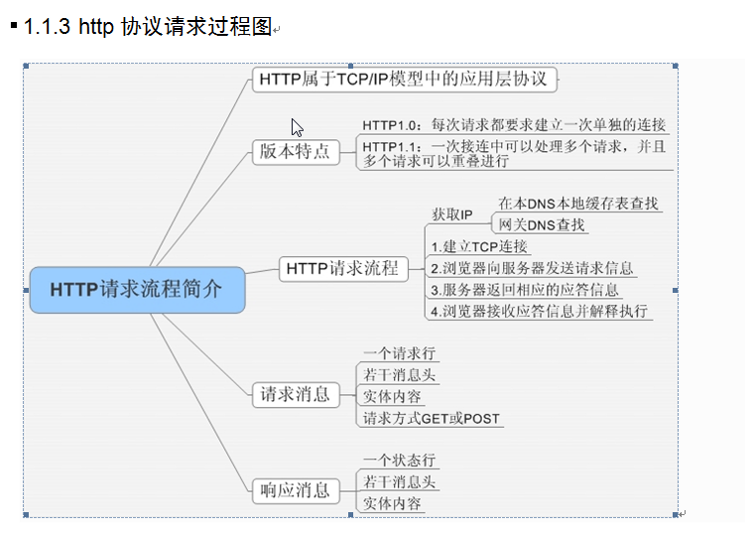 1.1.3 http 协议请求过程图
HTTP属于TCP/IP模型中的应用层协议
版本特点
HTTP1.0：每次请求都要求建立一次单独的连接
HTTP1.1：一次接连中可以处理多个请求，并且
多个请求可以重叠进行
HTTP请求流程简介
HTTP请求流程
获取IP
在本DNS本地缓存表查找
网关DNS查找
1.建立TCP连接
2.浏览器向服务器发送请求信息
3.服务器返回相应的应答信息
4.浏览器接收应答信息并解释执行
请求消息
一个请求行
若干消息头
实体内容
请求方式GET或POST
响应消息
一个状态行
若干消息头
实体内容